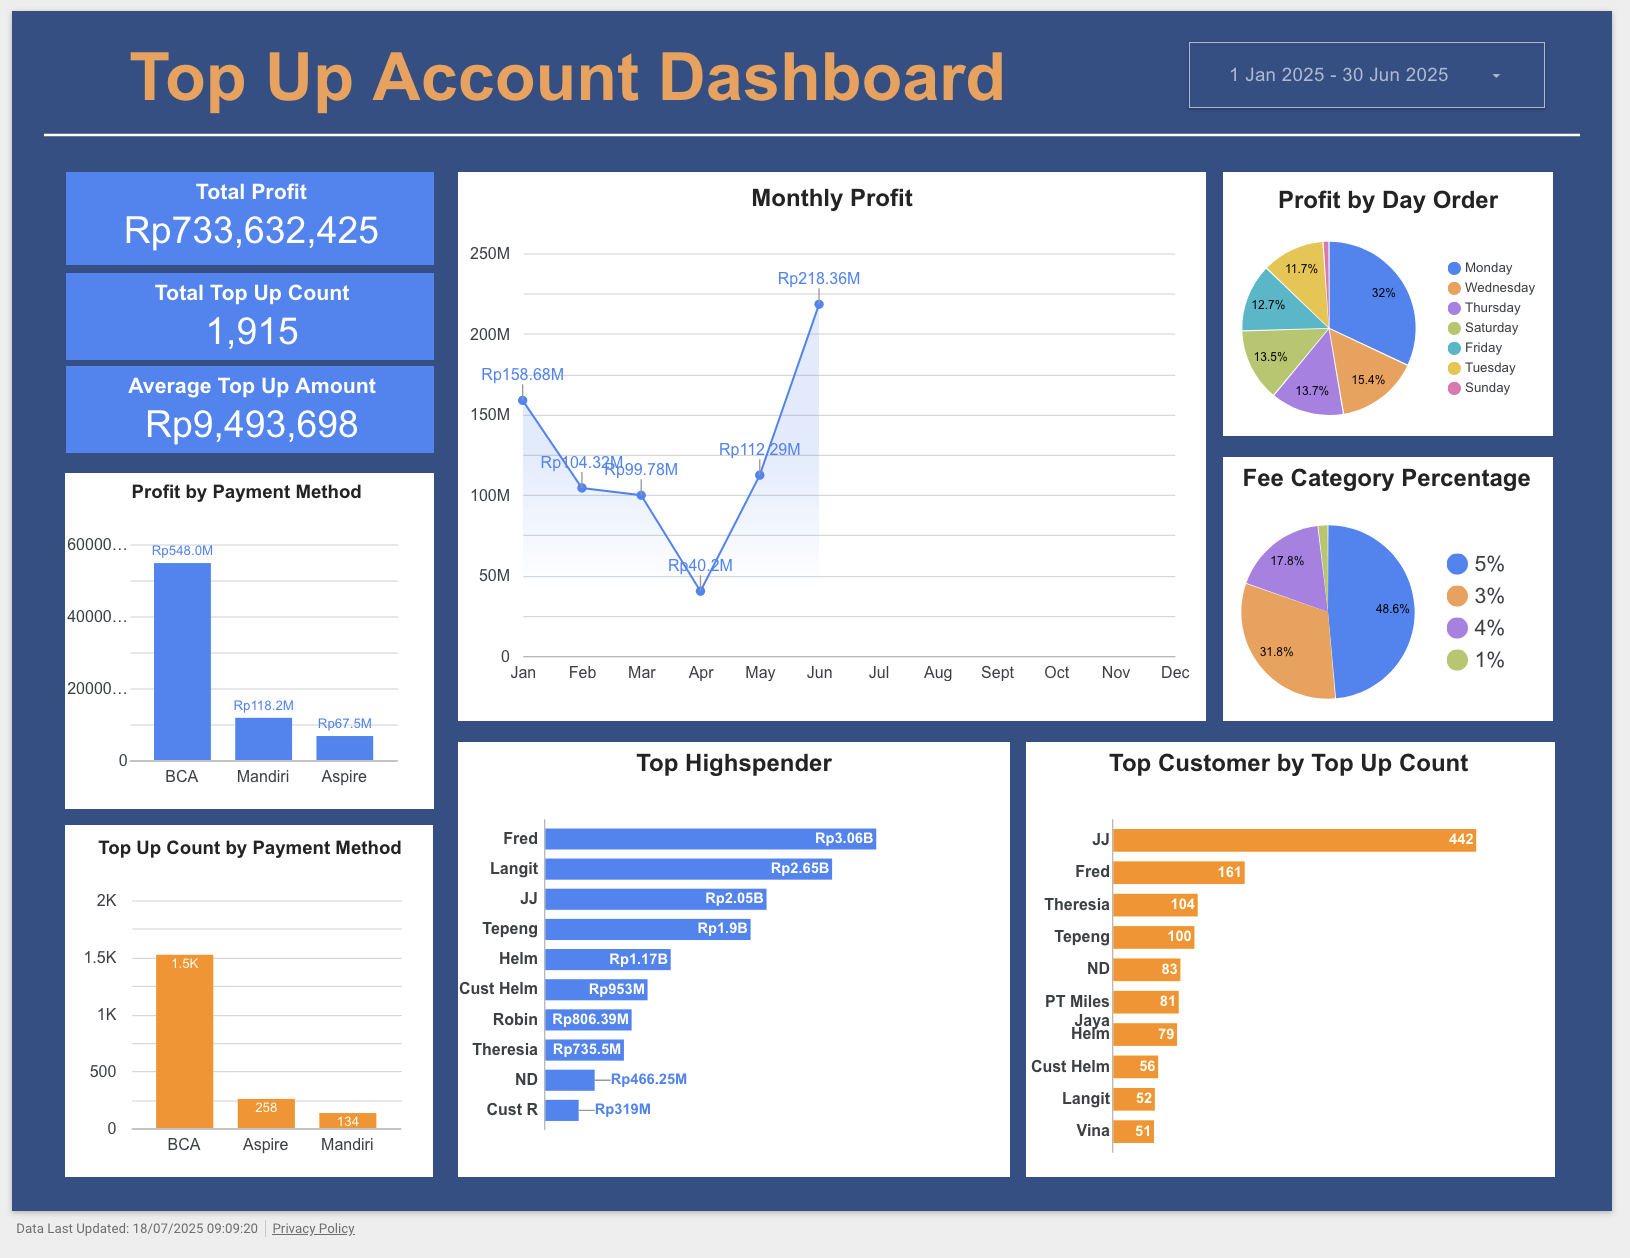 Top Up Account Dashboard
1 Jan 2025 - 30 Jun 2025
Total Profit
Rp733,632,425
Total Top Up Count
1,915
Average Top Up Amount
Rp9,493,698
Profit by Payment Method
60000...
40000...
20000...
0
Rp548.0M
Rp118.2M
Rp67.5M
BCA
Mandiri
Aspire
Top Up Count by Payment Method
2K
1.5K
1K
500
0
1.5K
258
134
BCA
Aspire
Mandiri
Monthly Profit
250M
200M
150M
100M
50M
0
Rp158.68M
Rp104.32M
Rp99.78M
Rp40.2M
Rp112.29M
Rp218.36M
Jan
Feb
Mar
Apr
May
Jun
Jul
Aug
Sept
Oct
Nov
Dec
Profit by Day Order
32%
15.4%
13.7%
13.5%
12.7%
11.7%
Monday
Wednesday
Thursday
Saturday
Friday
Tuesday
Sunday
Fee Category Percentage
48.6%
31.8%
17.8%
5%
3%
4%
1%
Top Highspender
Fred Rp3.06B
Langit Rp2.65B
JJ Rp2.05B
Tepeng Rp1.9B
Helm Rp1.17B
Cust Helm Rp953M
Robin Rp806.39M
Theresia Rp735.5M
ND Rp466.25M
Cust R Rp319M
Top Customer by Top Up Count
JJ 442
Fred 161
Theresia 104
Tepeng 100
ND 83
PT Miles 81
Jaya
Helm 79
Cust Helm 56
Langit 52
Vina 51
Data Last Updated: 18/07/2025 09:09:20
Privacy Policy